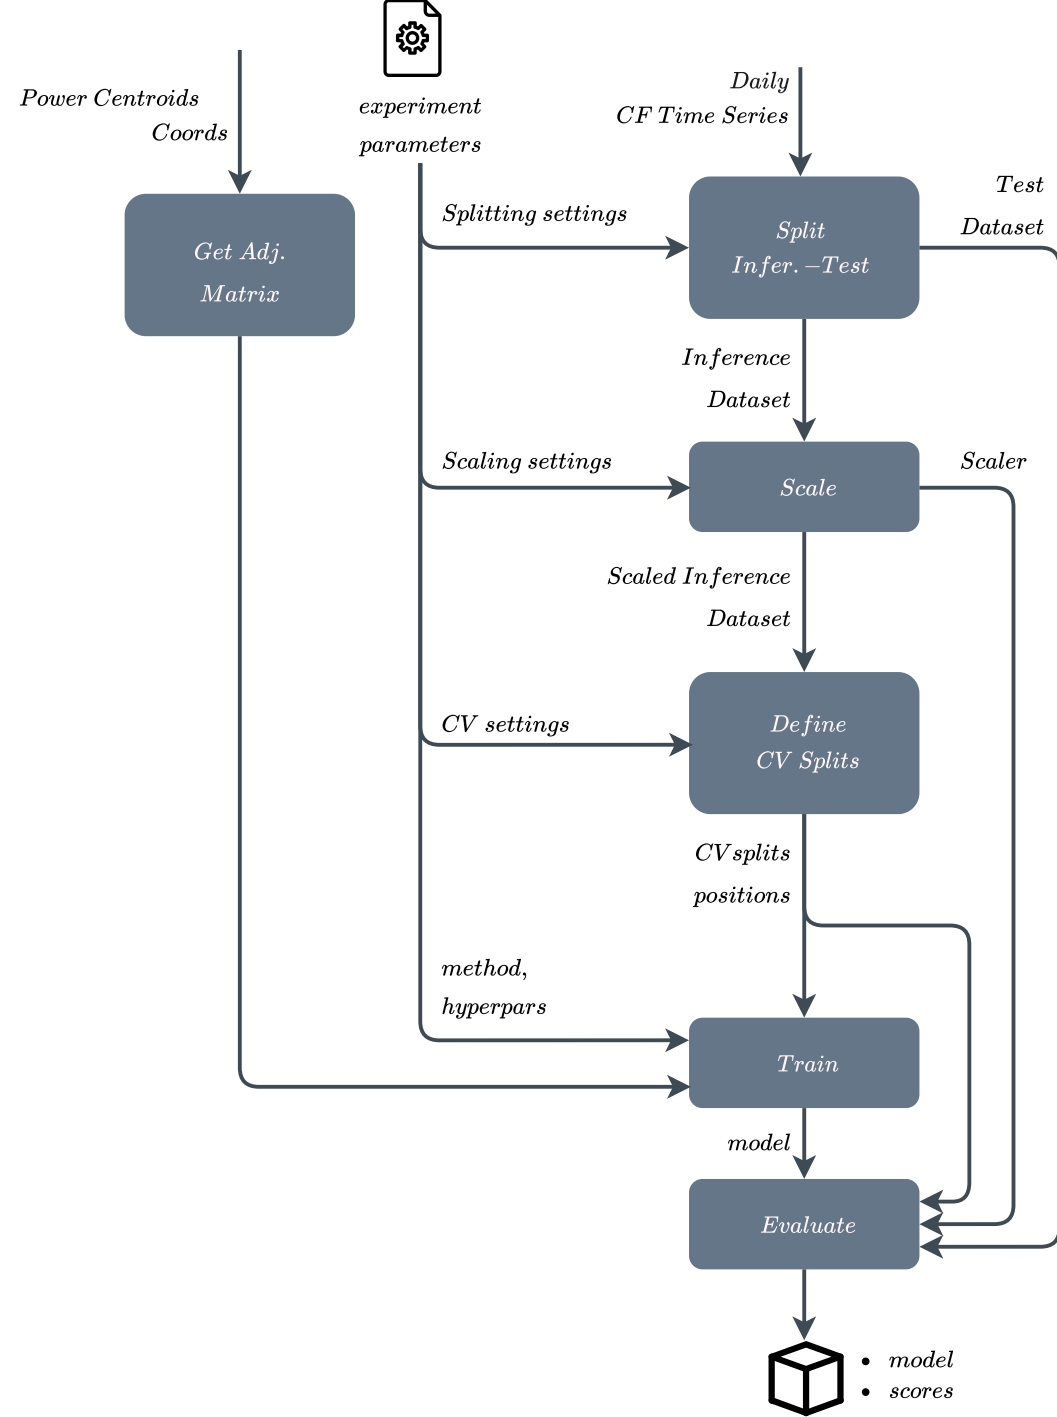 Power Centroids
Coords
experiment
parameters
Daily
CF Time Series
Test
Dataset
Splitting settings
Split
Infer.-Test
Get Adj.
Matrix
Inference
Dataset
Scaling settings
Scale
Scaler
Scaled Inference
Dataset
CV settings
Define
CV Splits
CVsplits
positions
method,
hyperpars
Train
model
Evaluate
• model
• scores